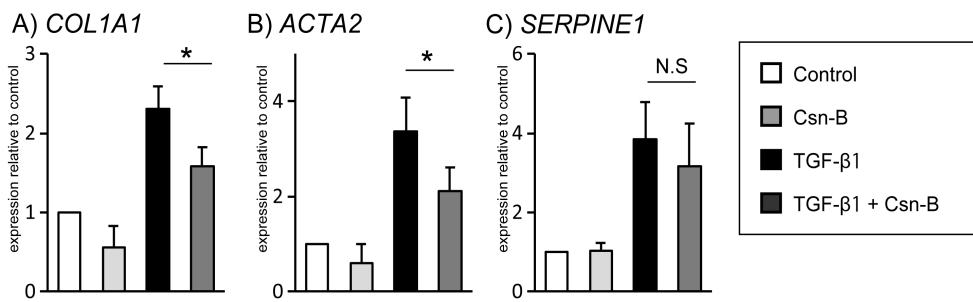 A) COL1A1
expression relative to control
3
2
1
0
*
B) ACTA2
expression relative to control
4
2
0
*
C) SERPINE1
expression relative to control
6
4
2
0
N.S
Control
Csn-B
TGF-β1
TGF-β1 + Csn-B